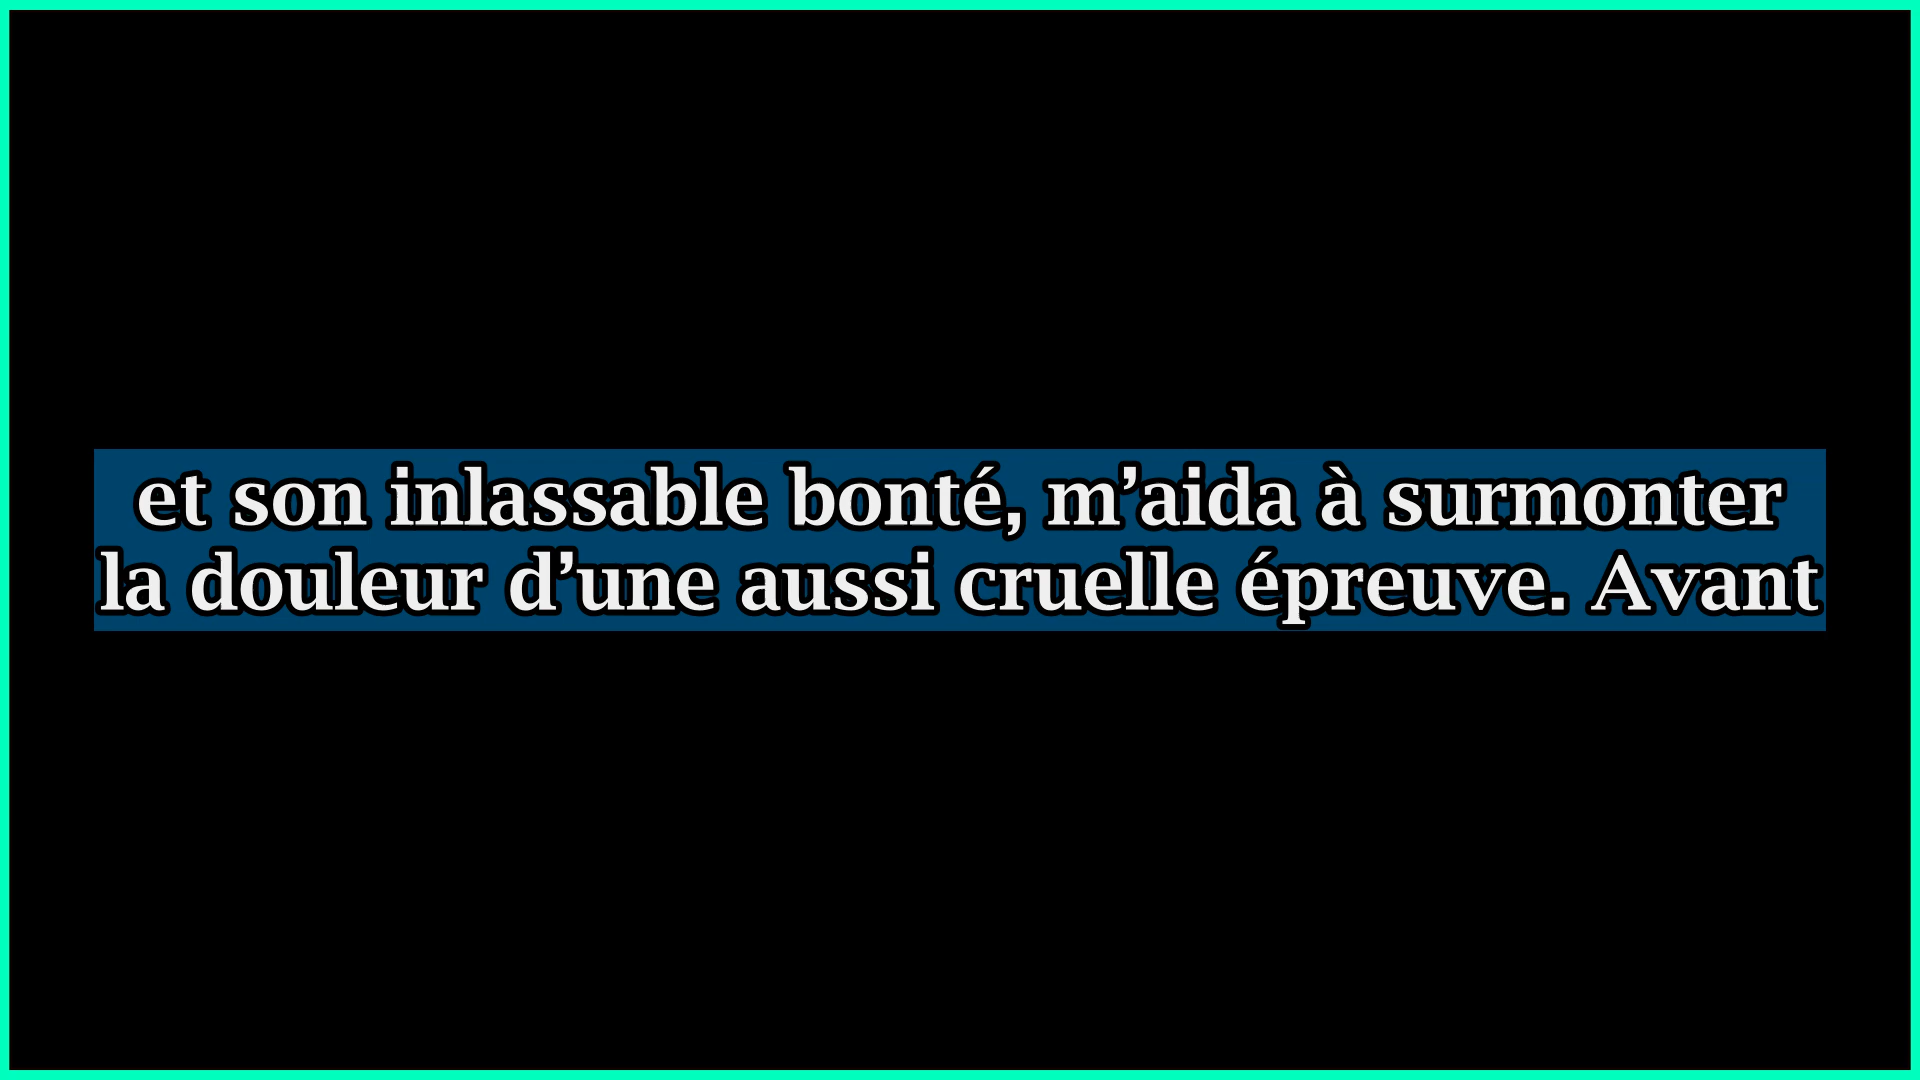 et son inlassable bonté, m’aida à surmonter
la douleur d’une aussi cruelle épreuve. Avant